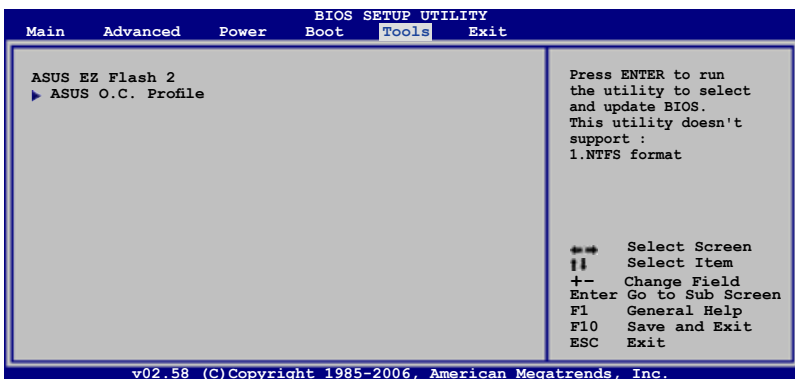 BIOS SETUP UTILITY
Main Advanced Power Boot Tools Exit
ASUS EZ Flash 2
ASUS O.C. Profile
Press ENTER to run
the utility to select
and update BIOS.
This utility doesn't
support :
1.NTFS format
Select Screen
Select Item
+- Change Field
Enter Go to Sub Screen
F1 General Help
F10 Save and Exit
ESC Exit
v02.58 (C)Copyright 1985-2006, American Megatrends, Inc.